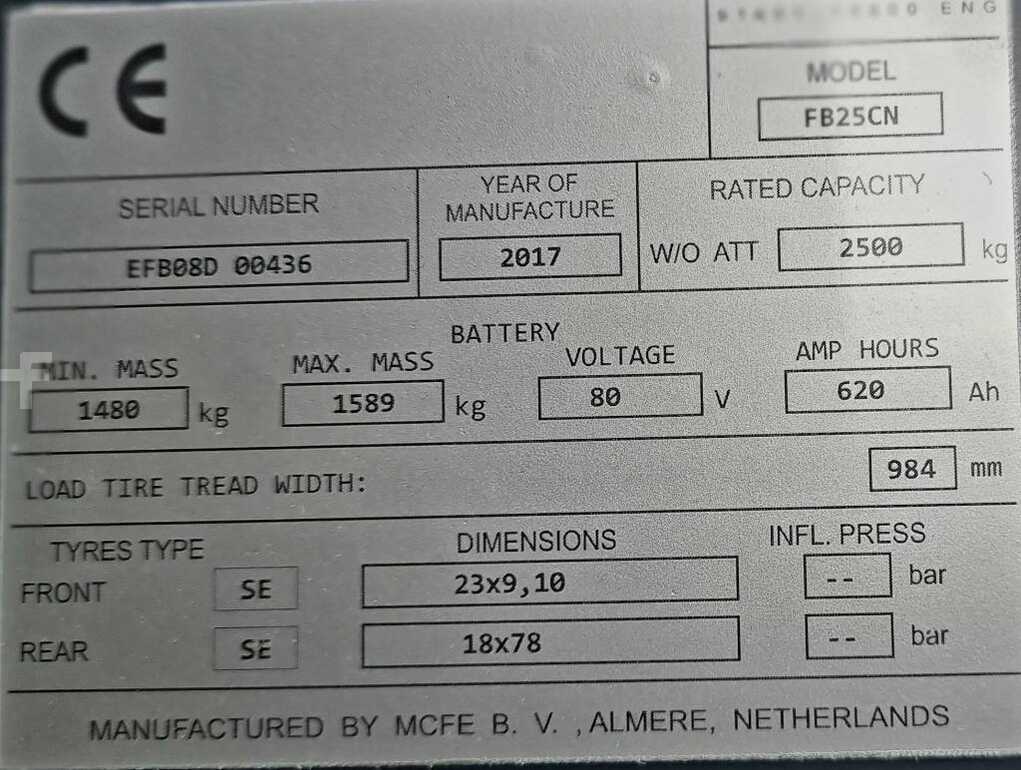 CE
ENG
MODEL
FB25CN
SERIAL NUMBER
EFB08D 00436
YEAR OF
MANUFACTURE
2017
RATED CAPACITY
W/O ATT 2500 kg
BATTERY
MIN. MASS
1480 kg
MAX. MASS
1589 kg
VOLTAGE
80 V
AMP HOURS
620 Ah
LOAD TIRE TREAD WIDTH: 984 mm
TYRES TYPE DIMENSIONS INFL. PRESS
FRONT SE 23x9,10 -- bar
REAR SE 18x78 -- bar
MANUFACTURED BY MCFE B. V. ,ALMERE, NETHERLANDS